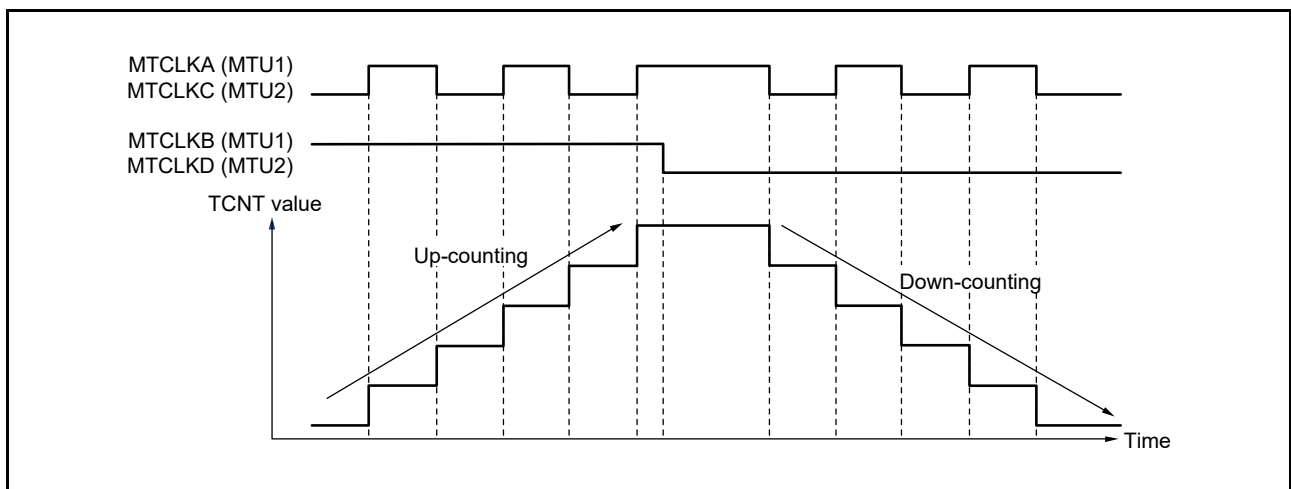 MTCLKA (MTU1)
MTCLKC (MTU2)
MTCLKB (MTU1)
MTCLKD (MTU2)
TCNT value
Up-counting
Down-counting
Time